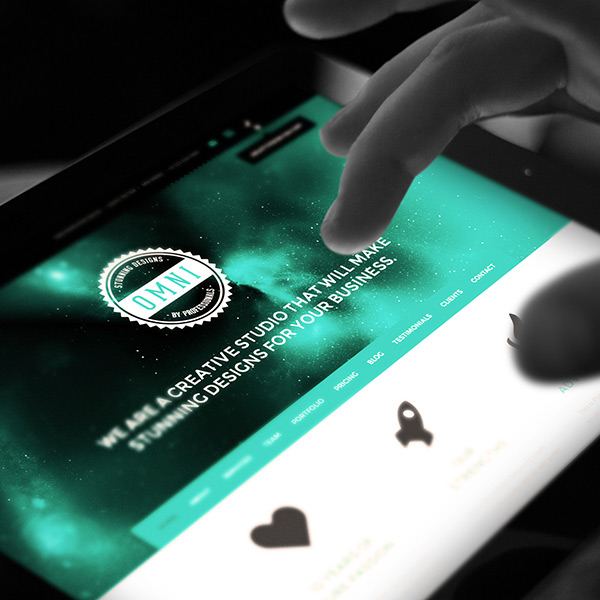 STUNNING DESIGNS
OMNI
BY PROFESSIONALS
WE ARE A CREATIVE STUDIO THAT WILL MAKE
STUNNING DESIGNS FOR YOUR BUSINESS.
HOME ABOUT SERVICES TEAM PORTFOLIO PRICING BLOG TESTIMONIALS CLIENTS CONTACT